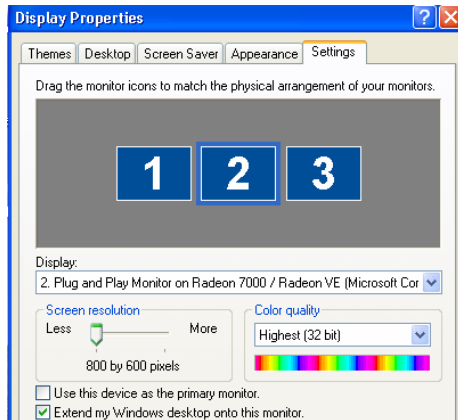 Display Properties
Themes Desktop Screen Saver Appearance Settings
Drag the monitor icons to match the physical arrangement of your monitors.
1 2 3
Display:
2. Plug and Play Monitor on Radeon 7000 / Radeon VE (Microsoft Cor
Screen resolution Color quality
Less More Highest (32 bit)
800 by 600 pixels
Use this device as the primary monitor.
Extend my Windows desktop onto this monitor.